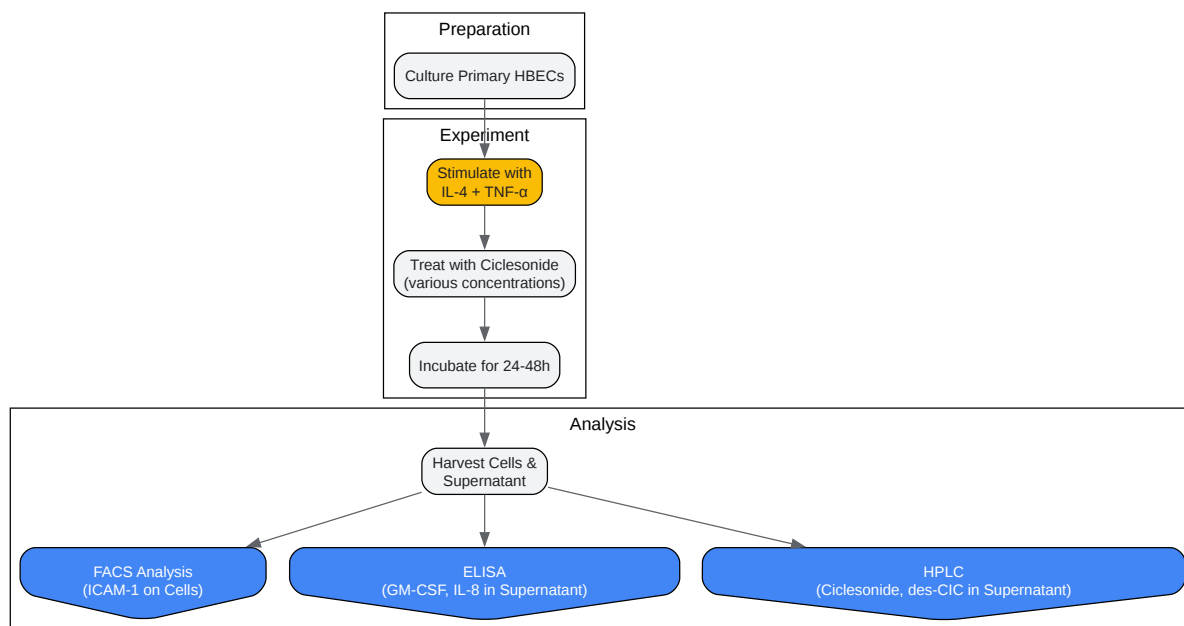 Preparation
Culture Primary HBECs
Experiment
Stimulate with
IL-4 + TNF-α
Treat with Ciclesonide
(various concentrations)
Incubate for 24-48h
Analysis
Harvest Cells &
Supernatant
FACS Analysis
(ICAM-1 on Cells)
ELISA
(GM-CSF, IL-8 in Supernatant)
HPLC
(Ciclesonide, des-CIC in Supernatant)